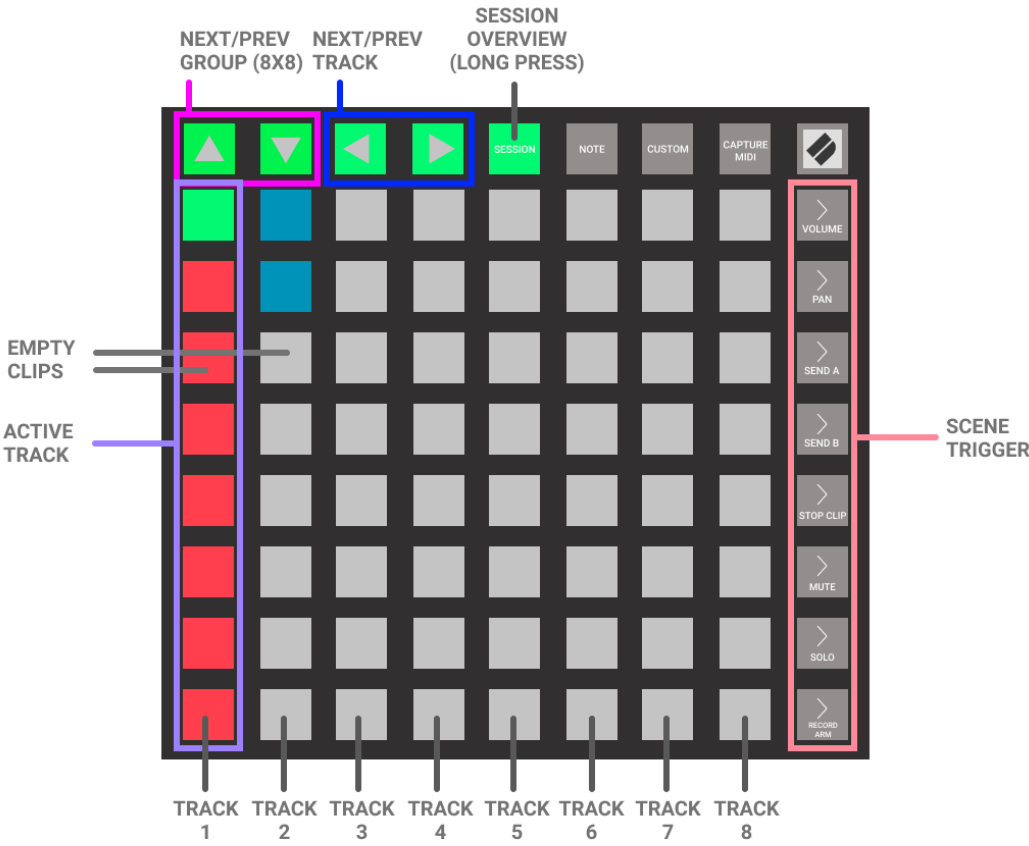 SESSION
OVERVIEW
(LONG PRESS)
NEXT/PREV
GROUP (8X8)
NEXT/PREV
TRACK
SESSION
NOTE
CUSTOM
CAPTURE
MIDI
VOLUME
PAN
SEND A
SEND B
STOP CLIP
MUTE
SOLO
RECORD
ARM
EMPTY
CLIPS
ACTIVE
TRACK
SCENE
TRIGGER
TRACK
1
TRACK
2
TRACK
3
TRACK
4
TRACK
5
TRACK
6
TRACK
7
TRACK
8